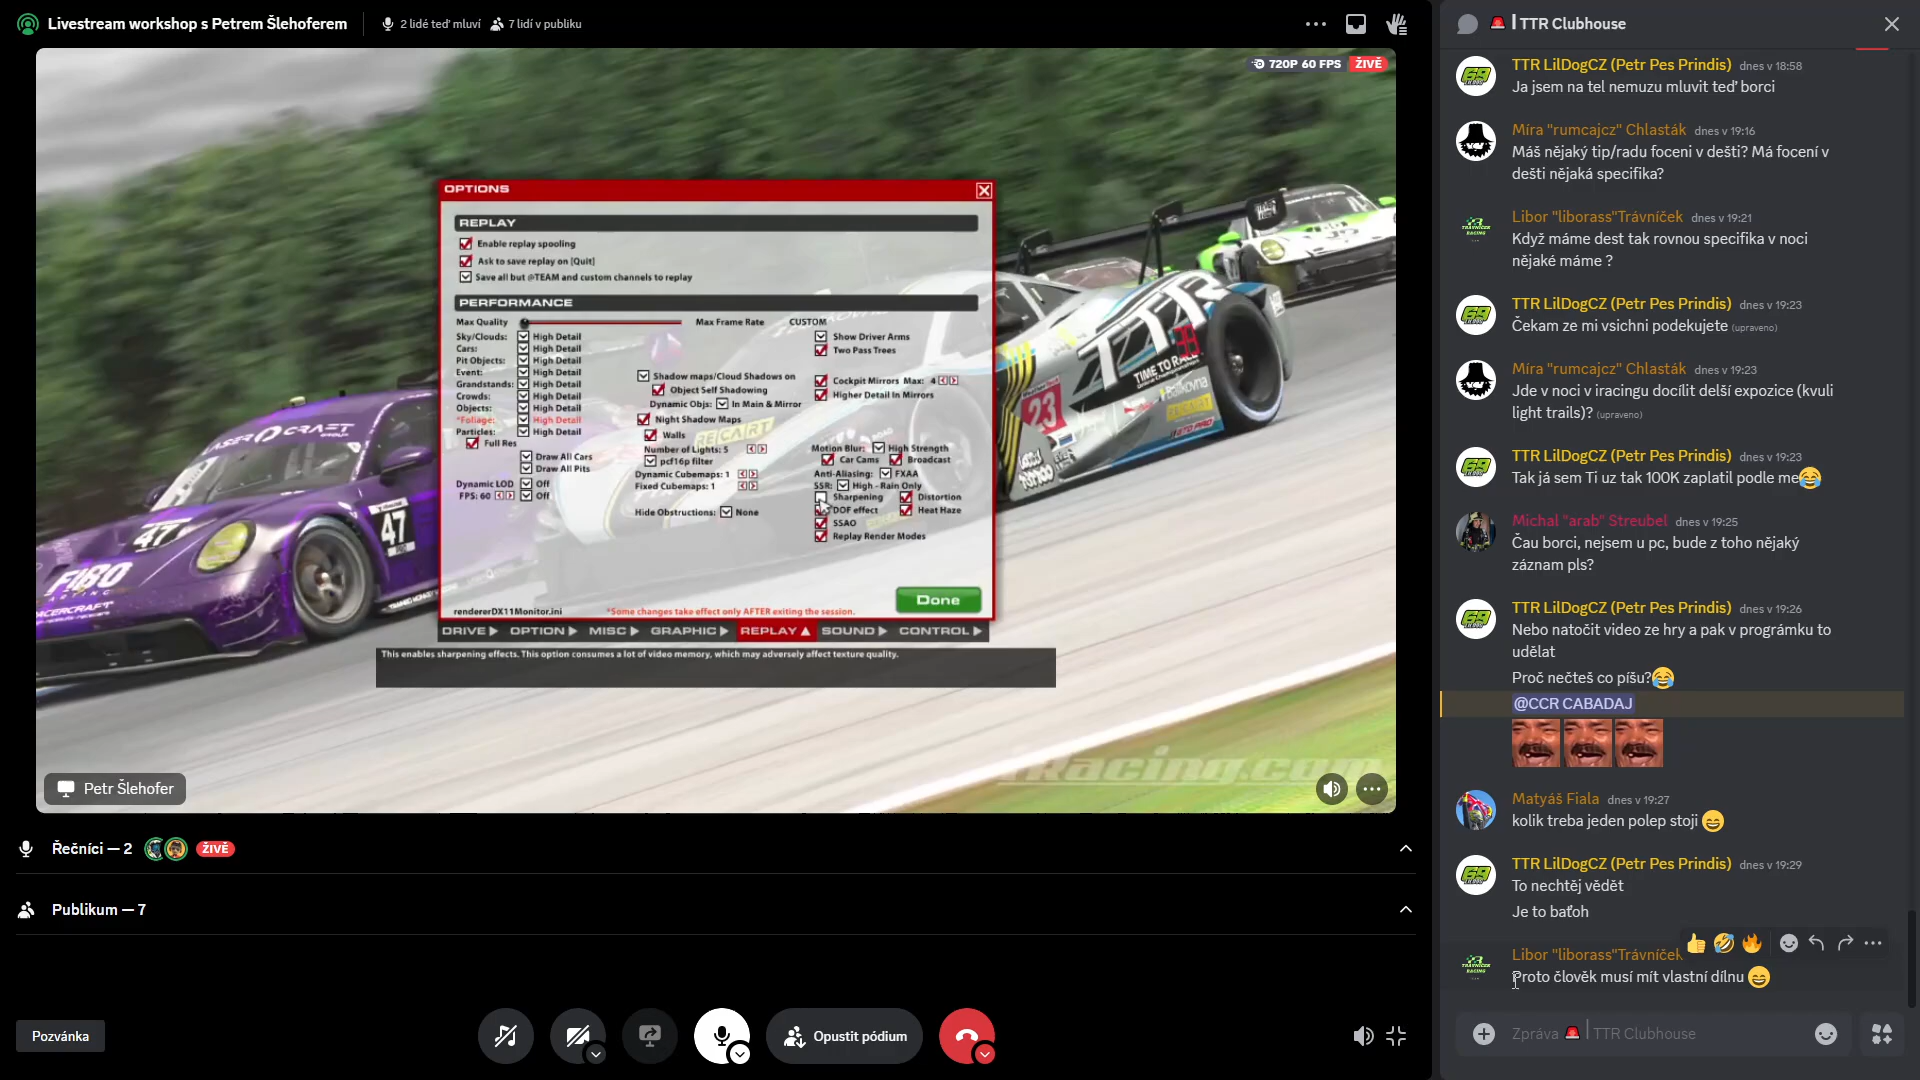 Livestream workshop s Petrem Šlehoferem
2 lidé teď mluví
7 lidí v publiku
720P 60 FPS
ŽIVĚ
OPTIONS
REPLAY
Enable replay spooling
Ask to save replay on [Quit]
Save all but @TEAM and custom channels to replay
PERFORMANCE
Max Quality
Max Frame Rate
CUSTOM
Sky/Clouds: High Detail
Cars: High Detail
Pit Objects: High Detail
Event: High Detail
Grandstands: High Detail
Crowds: High Detail
Objects: High Detail
*Foliage: High Detail
Particles: High Detail
Full Res
Draw All Cars
Draw All Pits
Dynamic LOD Off
FPS: 60 Off
Shadow maps/Cloud Shadows on
Object Self Shadowing
Dynamic Objs: In Main & Mirror
Night Shadow Maps
Walls
Number of Lights: 5
pcf16p filter
Dynamic Cubemaps: 1
Fixed Cubemaps: 1
Hide Obstructions: None
Show Driver Arms
Two Pass Trees
Cockpit Mirrors Max: 4
Higher Detail In Mirrors
Motion Blur: High Strength
Car Cams Broadcast
Anti-Aliasing: FXAA
SSR: High - Rain Only
Sharpening Distortion
DOF effect Heat Haze
SSAO
Replay Render Modes
Done
rendererDX11Monitor.ini
*Some changes take effect only AFTER exiting the session.
DRIVE OPTION MISC GRAPHIC REPLAY SOUND CONTROL
This enables sharpening effects. This option consumes a lot of video memory, which may adversely affect texture quality.
47
47
FIBO
TTR
TIME TO RACE
23
RECART
iRacing.com
Petr Šlehofer
Řečníci — 2
ŽIVĚ
Publikum — 7
Pozvánka
Opustit pódium
TTR Clubhouse
TTR LilDogCZ (Petr Pes Prindis) dnes v 18:58
Ja jsem na tel nemuzu mluvit teď borci
Míra "rumcajcz" Chlasták dnes v 19:16
Máš nějaký tip/radu foceni v dešti? Má focení v
dešti nějaká specifika?
Libor "liborass"Trávníček dnes v 19:21
Když máme dest tak rovnou specifika v noci
nějaké máme ?
TTR LilDogCZ (Petr Pes Prindis) dnes v 19:23
Čekam ze mi vsichni podekujete (upraveno)
Míra "rumcajcz" Chlasták dnes v 19:23
Jde v noci v iracingu docílit delší expozice (kvuli
light trails)? (upraveno)
TTR LilDogCZ (Petr Pes Prindis) dnes v 19:23
Tak já sem Ti uz tak 100K zaplatil podle me😂
Michal "arab" Streubel dnes v 19:25
Čau borci, nejsem u pc, bude z toho nějaký
záznam pls?
TTR LilDogCZ (Petr Pes Prindis) dnes v 19:26
Nebo natočit video ze hry a pak v prográmku to
udělat
Proč nečteš co píšu?😂
@CCR CABADAJ
Matyáš Fiala dnes v 19:27
kolik treba jeden polep stoji 😄
TTR LilDogCZ (Petr Pes Prindis) dnes v 19:29
To nechtěj vědět
Je to baťoh
Libor "liborass"Trávníček
Proto člověk musí mít vlastní dílnu 😄
Zpráva 🚨 | TTR Clubhouse